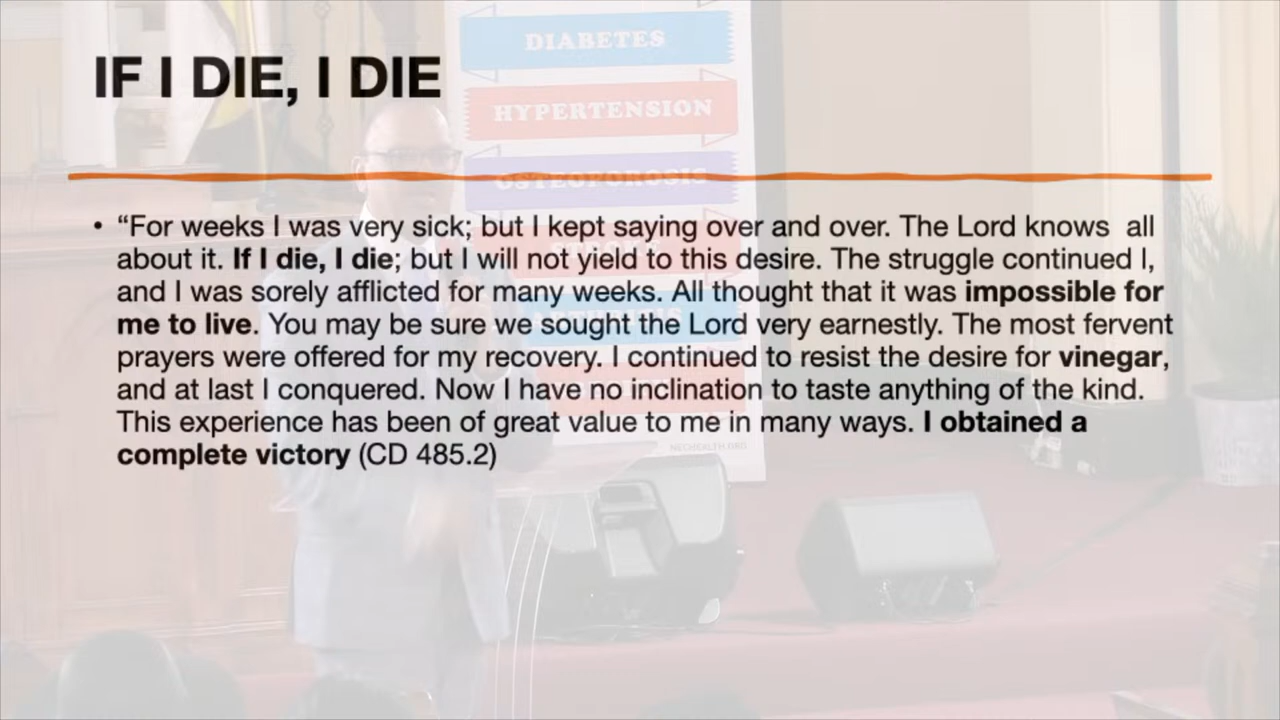 DIABETES
IF I DIE, I DIE
HYPERTENSION
OSTEOPOROSIS
• “For weeks I was very sick; but I kept saying over and over. The Lord knows all
about it. If I die, I die; but I will not yield to this desire. The struggle continued I,
and I was sorely afflicted for many weeks. All thought that it was impossible for
me to live. You may be sure we sought the Lord very earnestly. The most fervent
prayers were offered for my recovery. I continued to resist the desire for vinegar,
and at last I conquered. Now I have no inclination to taste anything of the kind.
This experience has been of great value to me in many ways. I obtained a
complete victory (CD 485.2)
STROKE
ARTHRITIS
NECHEALTH.ORG